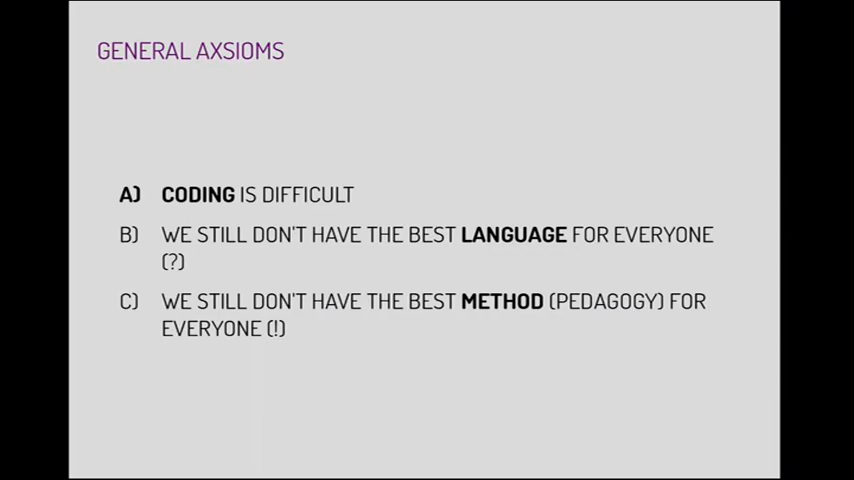 GENERAL AXSIOMS
A) CODING IS DIFFICULT
B) WE STILL DON'T HAVE THE BEST LANGUAGE FOR EVERYONE
(?)
C) WE STILL DON'T HAVE THE BEST METHOD (PEDAGOGY) FOR
EVERYONE (!)